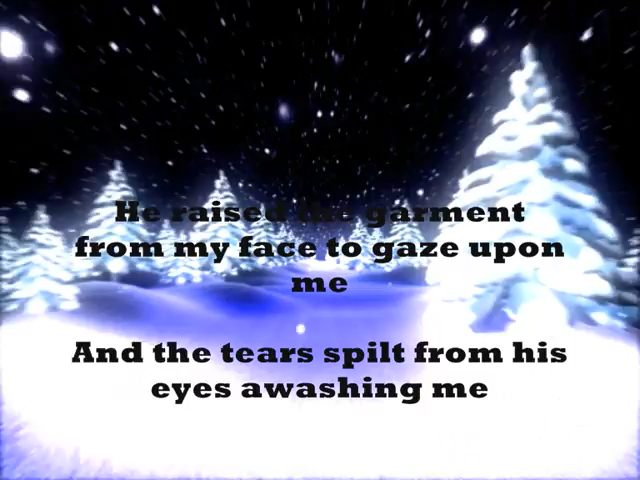 He raised the garment
from my face to gaze upon
me
And the tears spilt from his
eyes awashing me